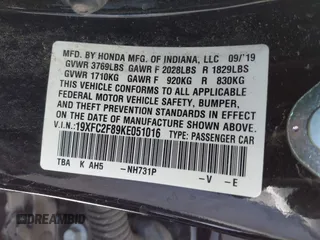 MFD. BY HONDA MFG. OF INDIANA, LLC 09/'19
GVWR 3769LBS GAWR F 2028LBS R 1829LBS
GVWR 1710KG GAWR F 920KG R 830KG
THIS VEHICLE CONFORMS TO ALL APPLICABLE
FEDERAL MOTOR VEHICLE SAFETY, BUMPER,
AND THEFT PREVENTION STANDARDS IN
EFFECT ON THE DATE OF MANUFACTURE
SHOWN ABOVE.
V.I.N.: 19XFC2F89KE051016 TYPE: PASSENGER CAR
TBA K AH5 -NH731P -V -E
DREAMBID